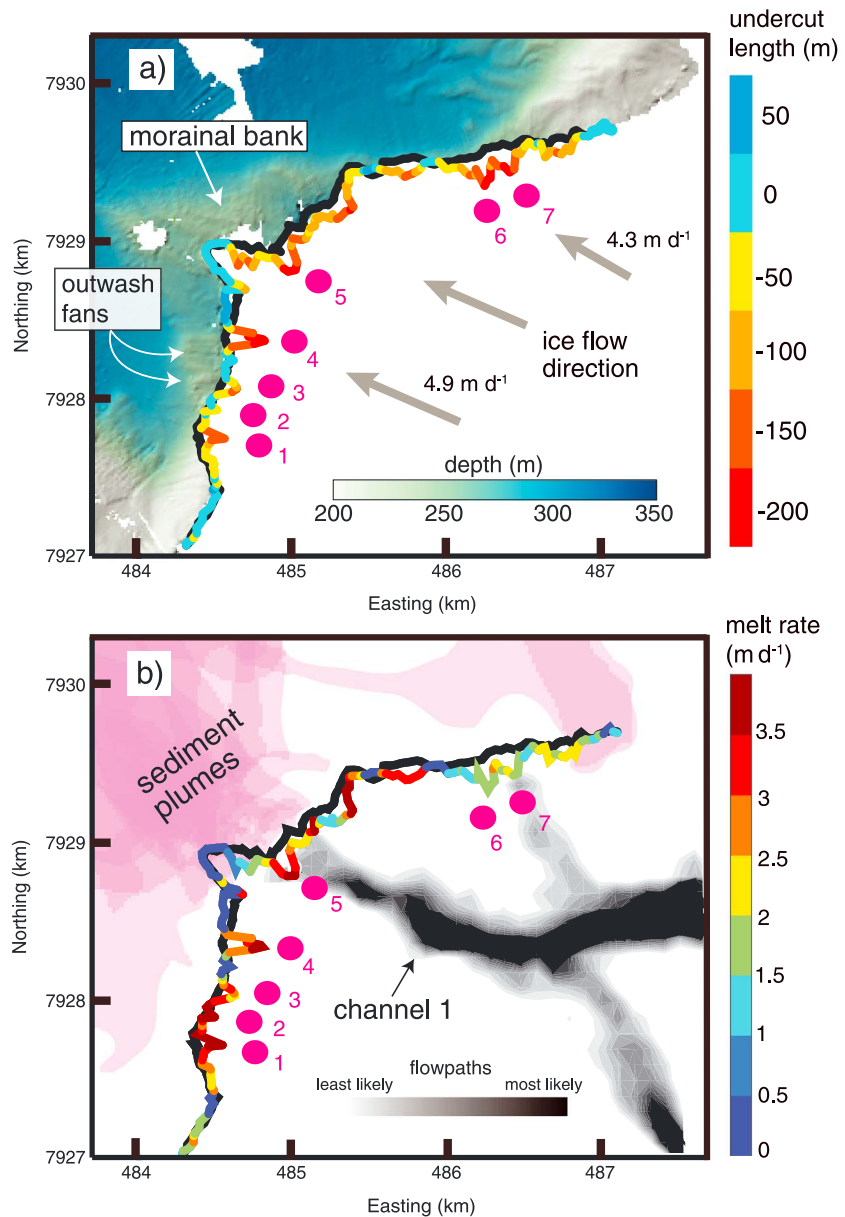 a)
undercut
length (m)
50
0
-50
-100
-150
-200
7930
7929
7928
7927
Northing (km)
morainal bank
outwash
fans
7
6
5
4
3
2
1
4.3 m d⁻¹
ice flow
direction
4.9 m d⁻¹
depth (m)
200
250
300
350
484
485
486
487
Easting (km)
b)
melt rate
(m d⁻¹)
3.5
3
2.5
2
1.5
1
0.5
0
7930
7929
7928
7927
Northing (km)
sediment
plumes
7
6
5
4
3
2
1
channel 1
flowpaths
least likely
most likely
484
485
486
487
Easting (km)